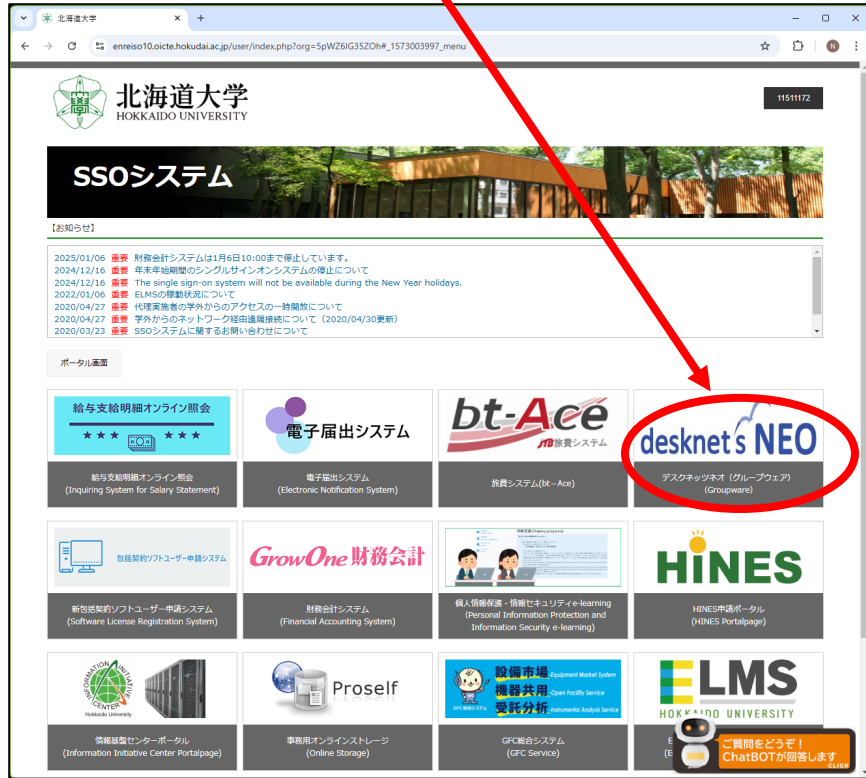 北海道大学
enreiso10.oicte.hokudai.ac.jp/user/index.php?org=5pWZ6IG35ZOh#_1573003997_menu
N
北海道大学
HOKKAIDO UNIVERSITY
11511172
SSOシステム
【お知らせ】
2025/01/06 重要 財務会計システムは1月6日10:00まで停止しています。
2024/12/16 重要 年末年始期間のシングルサインオンシステムの停止について
2024/12/16 重要 The single sign-on system will not be available during the New Year holidays.
2022/01/06 重要 ELMSの稼動状況について
2020/04/27 重要 代理実施者の学外からのアクセスの一時開放について
2020/04/27 重要 学外からのネットワーク経由遠隔接続について（2020/04/30更新）
2020/03/23 重要 SSOシステムに関するお問い合わせについて
ポータル画面
給与支給明細オンライン照会
給与支給明細オンライン照会
(Inquiring System for Salary Statement)
電子届出システム
電子届出システム
(Electronic Notification System)
bt-Ace
JTB旅費システム
旅費システム(bt－Ace)
desknet's NEO
デスクネッツネオ（グループウェア）
(Groupware)
包括契約ソフトユーザー申請システム
新包括契約ソフトユーザー申請システム
(Software License Registration System)
GrowOne 財務会計
財務会計システム
(Financial Accounting System)
個人情報保護・情報セキュリティe-learning
(Personal Information Protection and
Information Security e-learning)
HINES
HINES申請ポータル
(HINES Portalpage)
INFORMATION INITIATIVE CENTER
Hokkaido University
情報基盤センターポータル
(Information Initiative Center Portalpage)
Proself
事務用オンラインストレージ
(Online Storage)
設備市場 Equipment Market System
機器共用 Open Facility Service
受託分析 Instrumental Analysis Service
GFC総合システム
(GFC Service)
ELMS
HOKKAIDO UNIVERSITY
ご質問をどうぞ！
ChatBOTが回答します
CLICK